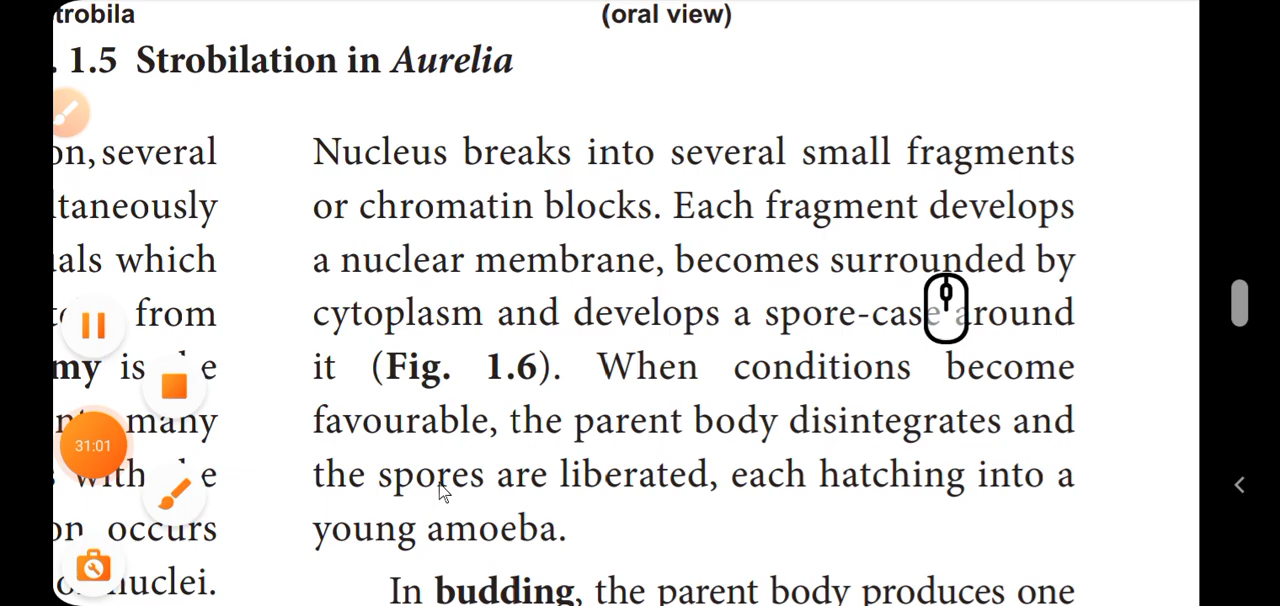 trobila
(oral view)
. 1.5 Strobilation in Aurelia
on, several
taneously
als which
from
my is e
many
with e
on occurs
nuclei.
Nucleus breaks into several small fragments
or chromatin blocks. Each fragment develops
a nuclear membrane, becomes surrounded by
cytoplasm and develops a spore-case around
it (Fig. 1.6). When conditions become
favourable, the parent body disintegrates and
the spores are liberated, each hatching into a
young amoeba.
In budding, the parent body produces one
31:01